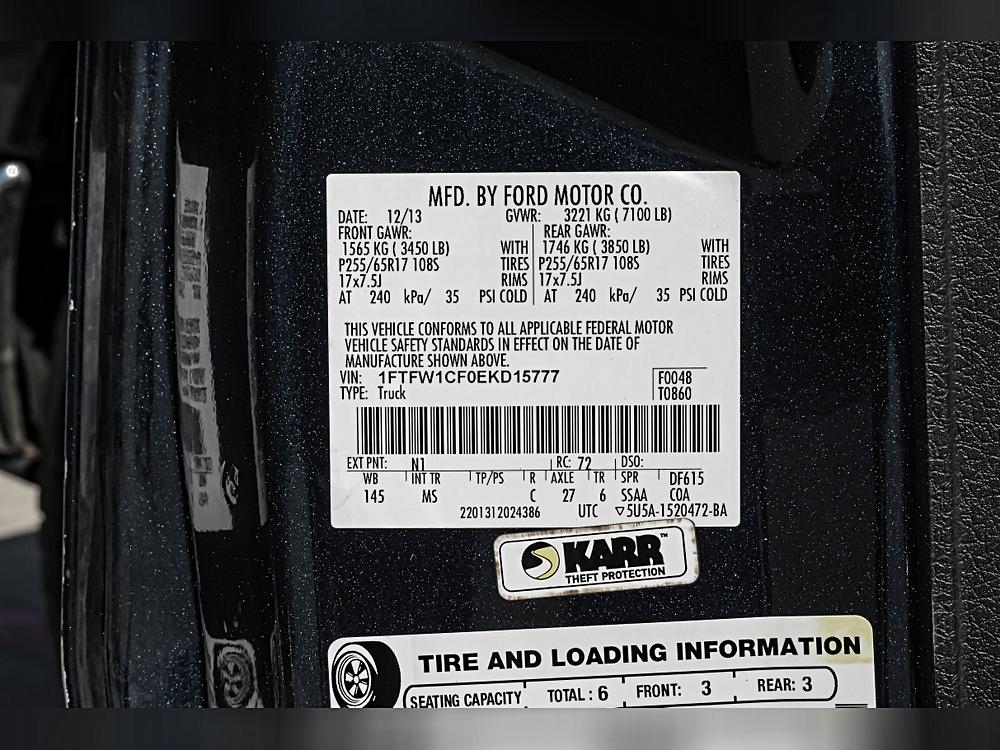 MFD. BY FORD MOTOR CO.
DATE: 12/13 GVWR: 3221 KG ( 7100 LB)
FRONT GAWR: REAR GAWR:
1565 KG ( 3450 LB) WITH 1746 KG ( 3850 LB) WITH
P255/65R17 108S TIRES P255/65R17 108S TIRES
17x7.5J RIMS 17x7.5J RIMS
AT 240 kPa/ 35 PSI COLD AT 240 kPa/ 35 PSI COLD
THIS VEHICLE CONFORMS TO ALL APPLICABLE FEDERAL MOTOR
VEHICLE SAFETY STANDARDS IN EFFECT ON THE DATE OF
MANUFACTURE SHOWN ABOVE.
VIN: 1FTFW1CF0EKD15777 F0048
TYPE: Truck T0860
EXT PNT: N1 RC: 72 DSO:
WB INT TR TP/PS R AXLE TR SPR DF615
145 MS C 27 6 SSAA COA
2201312024386 UTC ▽5U5A-1520472-BA
KARR™
THEFT PROTECTION
TIRE AND LOADING INFORMATION
SEATING CAPACITY TOTAL : 6 FRONT: 3 REAR: 3